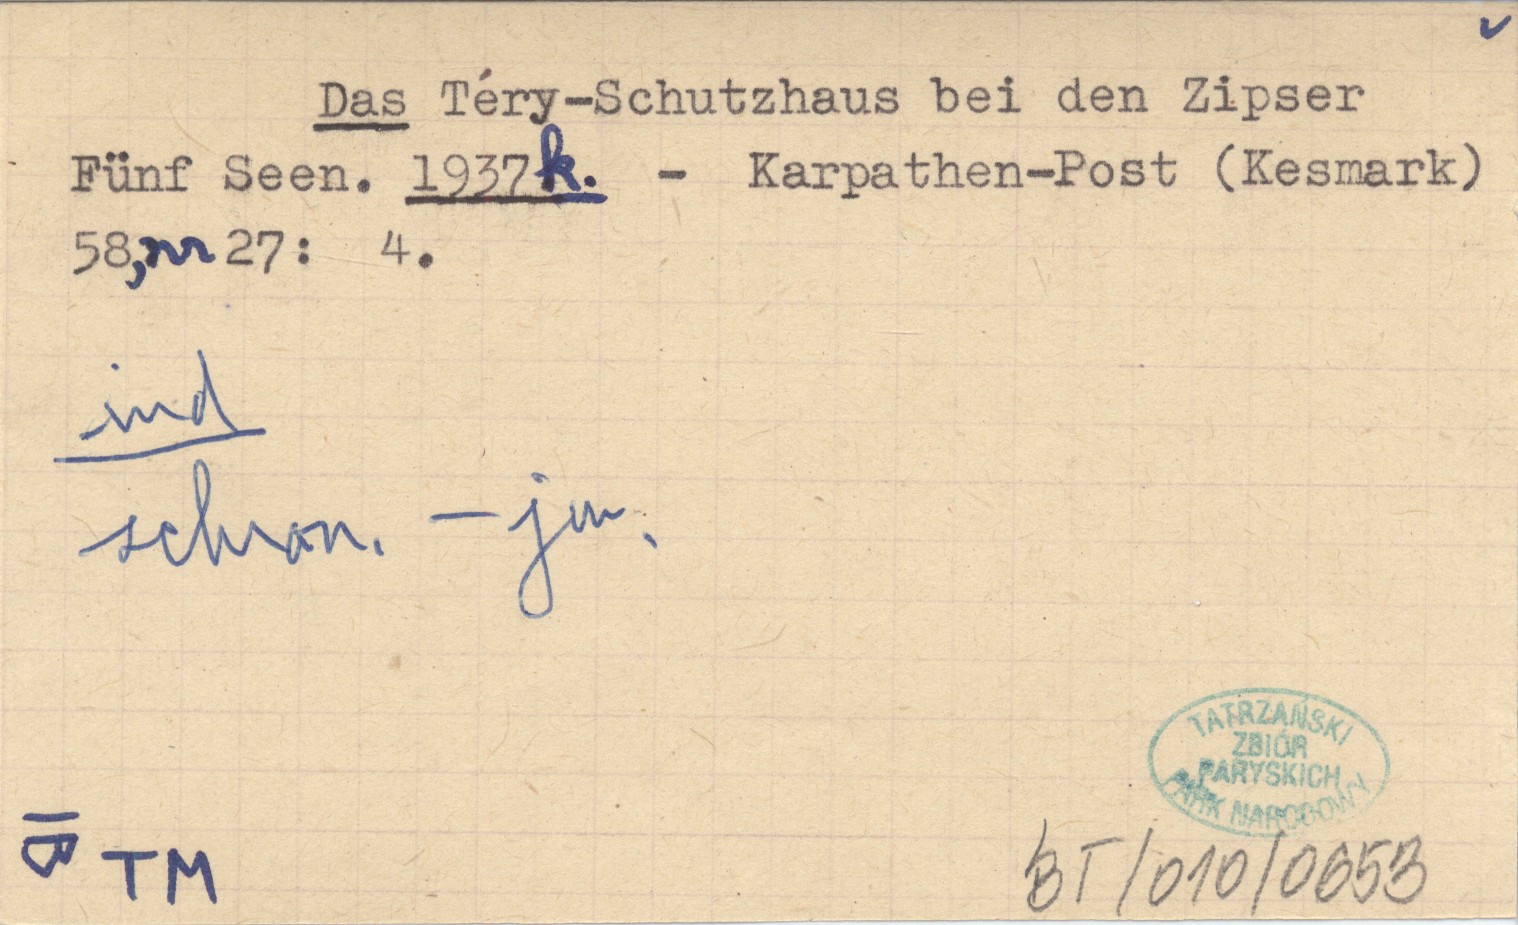 Das Téry-Schutzhaus bei den Zipser
Fünf Seen. 1937k. - Karpathen-Post (Kesmark)
58,nr 27: 4.
ind
schron. - jm.
TATRZAŃSKI
ZBIÓR
PARYSKICH
PARK NARODOWY
B TM
BT/010/0653